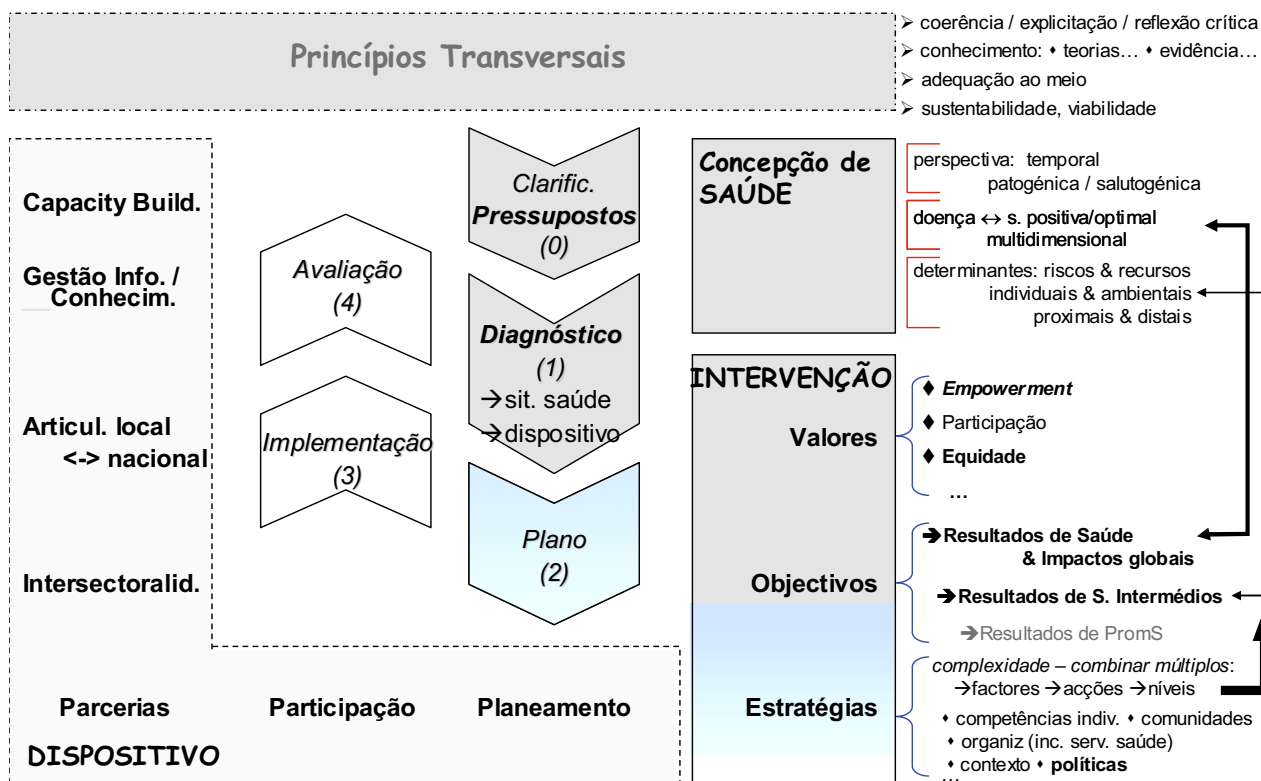 Princípios Transversais
➢ coerência / explicitação / reflexão crítica
➢ conhecimento: ⬧ teorias… ⬧ evidência…
➢ adequação ao meio
➢ sustentabilidade, viabilidade
Capacity Build.
Gestão Info. /
__Conhecim.
Articul. local
<-> nacional
Intersectoralid.
Parcerias
Participação
Planeamento
DISPOSITIVO
Clarific.
Pressupostos
(0)
Diagnóstico
(1)
→sit. saúde
→dispositivo
Plano
(2)
Implementação
(3)
Avaliação
(4)
Concepção de
SAÚDE
perspectiva: temporal
patogénica / salutogénica
doença ↔ s. positiva/optimal
multidimensional
determinantes: riscos & recursos
individuais & ambientais
proximais & distais
INTERVENÇÃO
Valores
♦ Empowerment
♦ Participação
♦ Equidade
…
Objectivos
➔Resultados de Saúde
& Impactos globais
➔Resultados de S. Intermédios
➔Resultados de PromS
Estratégias
complexidade – combinar múltiplos:
→factores →acções →níveis
⬧ competências indiv. ⬧ comunidades
⬧ organiz (inc. serv. saúde)
⬧ contexto ⬧ políticas
…